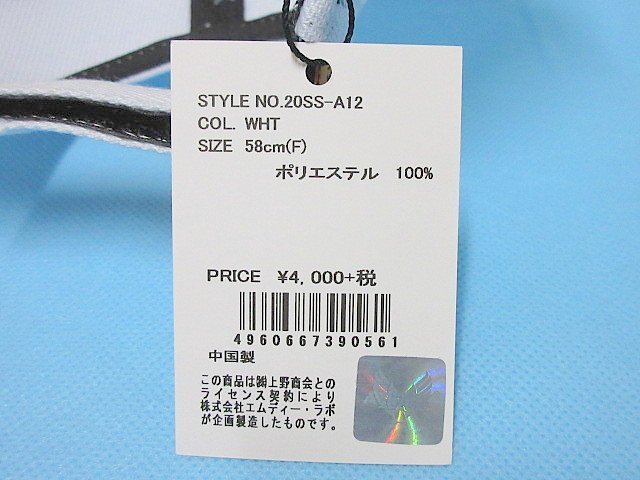 STYLE NO.20SS-A12
COL. WHT
SIZE 58cm(F)
ポリエステル 100%
PRICE ¥4,000+税
4960667390561
中国製
この商品は㈱上野商会との
ライセンス契約により
株式会社エムディー・ラボ
が企画製造したものです。